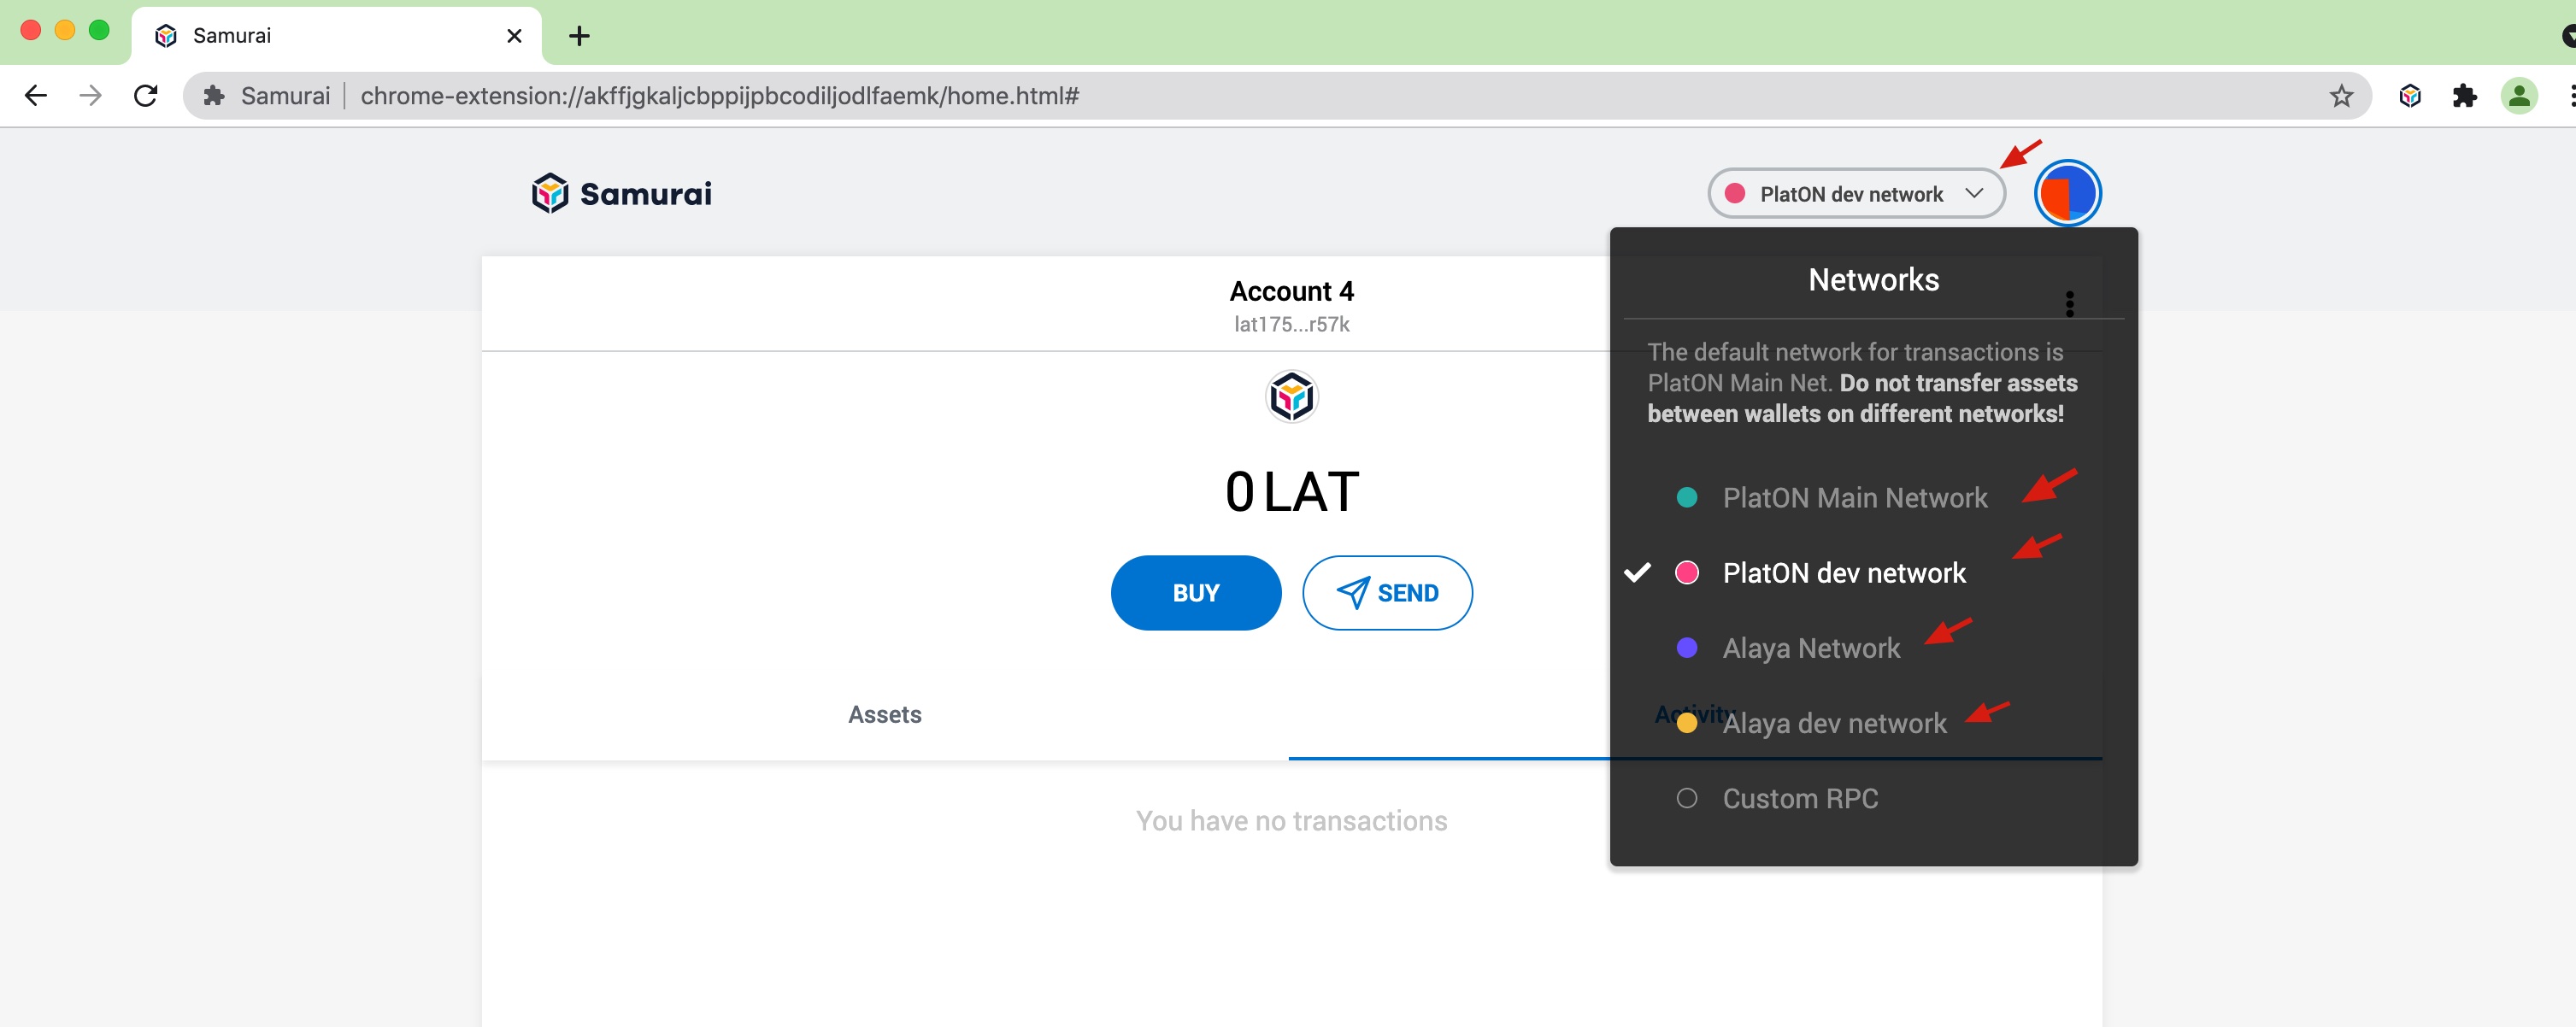 Samurai
Samurai
chrome-extension://akffjgkaljcbppijpbcodiljodlfaemk/home.html#
Samurai
PlatON dev network
Account 4
lat175...r57k
0 LAT
BUY
SEND
Assets
Activity
You have no transactions
Networks
The default network for transactions is
PlatON Main Net. Do not transfer assets
between wallets on different networks!
PlatON Main Network
PlatON dev network
Alaya Network
Alaya dev network
Custom RPC